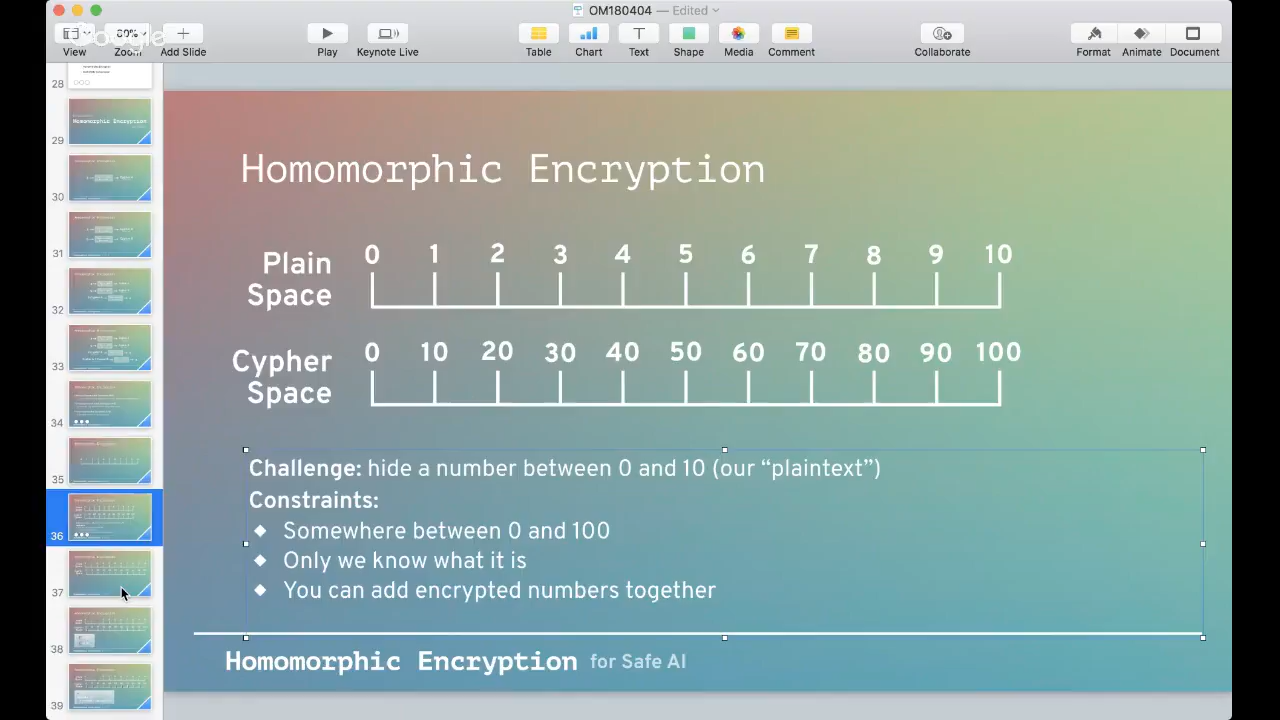 OM180404 — Edited
Google
View
80%
Zoom
Add Slide
Play
Keynote Live
Table
Chart
Text
Shape
Media
Comment
Collaborate
Format
Animate
Document
28
29
Homomorphic Encryption
30
31
32
33
34
35
36
37
38
39
Homomorphic Encryption
Plain
Space
0 1 2 3 4 5 6 7 8 9 10
Cypher
Space
0 10 20 30 40 50 60 70 80 90 100
Challenge: hide a number between 0 and 10 (our “plaintext”)
Constraints:
◆ Somewhere between 0 and 100
◆ Only we know what it is
◆ You can add encrypted numbers together
Homomorphic Encryption for Safe AI